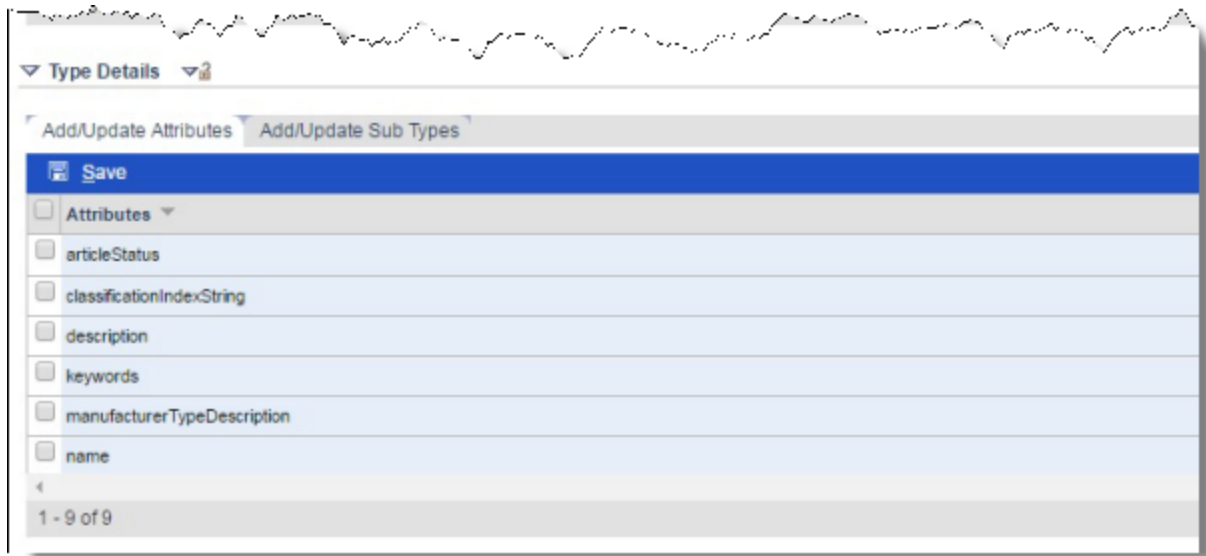 Type Details
Add/Update Attributes Add/Update Sub Types
Save
Attributes
articleStatus
classificationIndexString
description
keywords
manufacturerTypeDescription
name
1 - 9 of 9